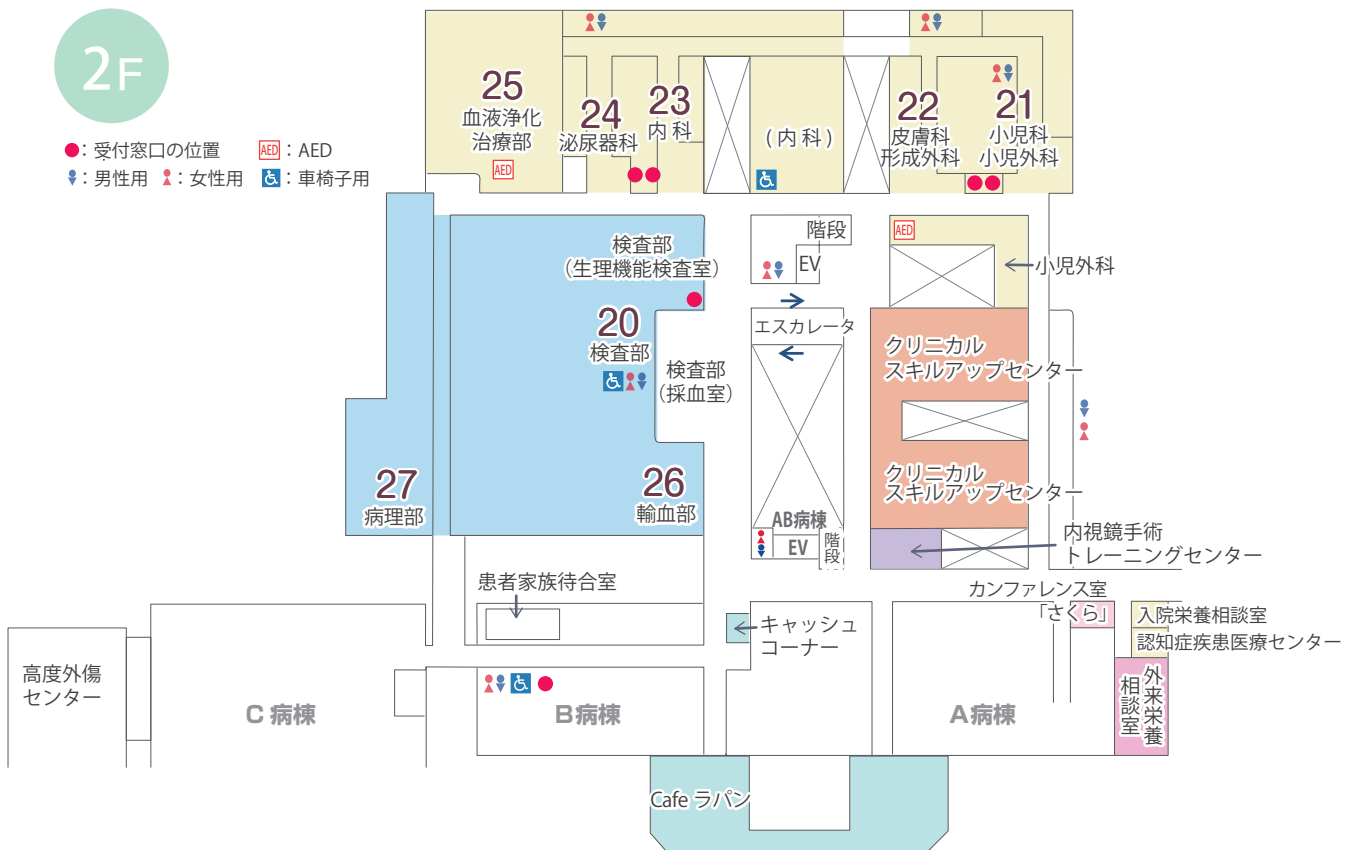 2F
：受付窓口の位置
AED
：AED
：男性用
：女性用
：車椅子用
25
血液浄化
治療部
AED
24
泌尿器科
23
内科
（内科）
22
皮膚科
形成外科
21
小児科
小児外科
検査部
（生理機能検査室）
階段
EV
AED
小児外科
20
検査部
検査部
（採血室）
エスカレータ
クリニカル
スキルアップセンター
クリニカル
スキルアップセンター
27
病理部
26
輸血部
AB病棟
EV
階段
内視鏡手術
トレーニングセンター
患者家族待合室
キャッシュ
コーナー
カンファレンス室
「さくら」
入院栄養相談室
認知症疾患医療センター
高度外傷
センター
C 病棟
B病棟
A病棟
外来栄養
相談室
Cafe ラパン